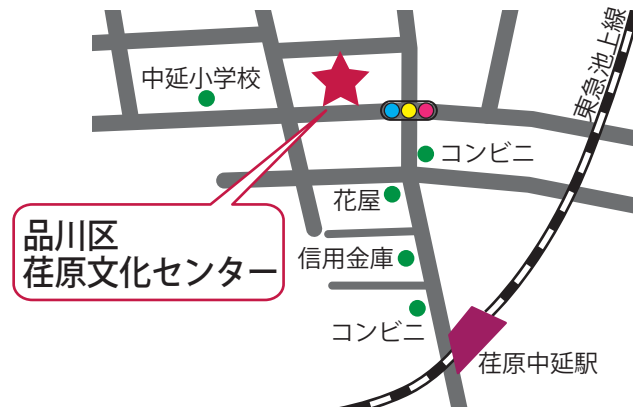 東急池上線
中延小学校
コンビニ
花屋
品川区
荏原文化センター
信用金庫
コンビニ
荏原中延駅